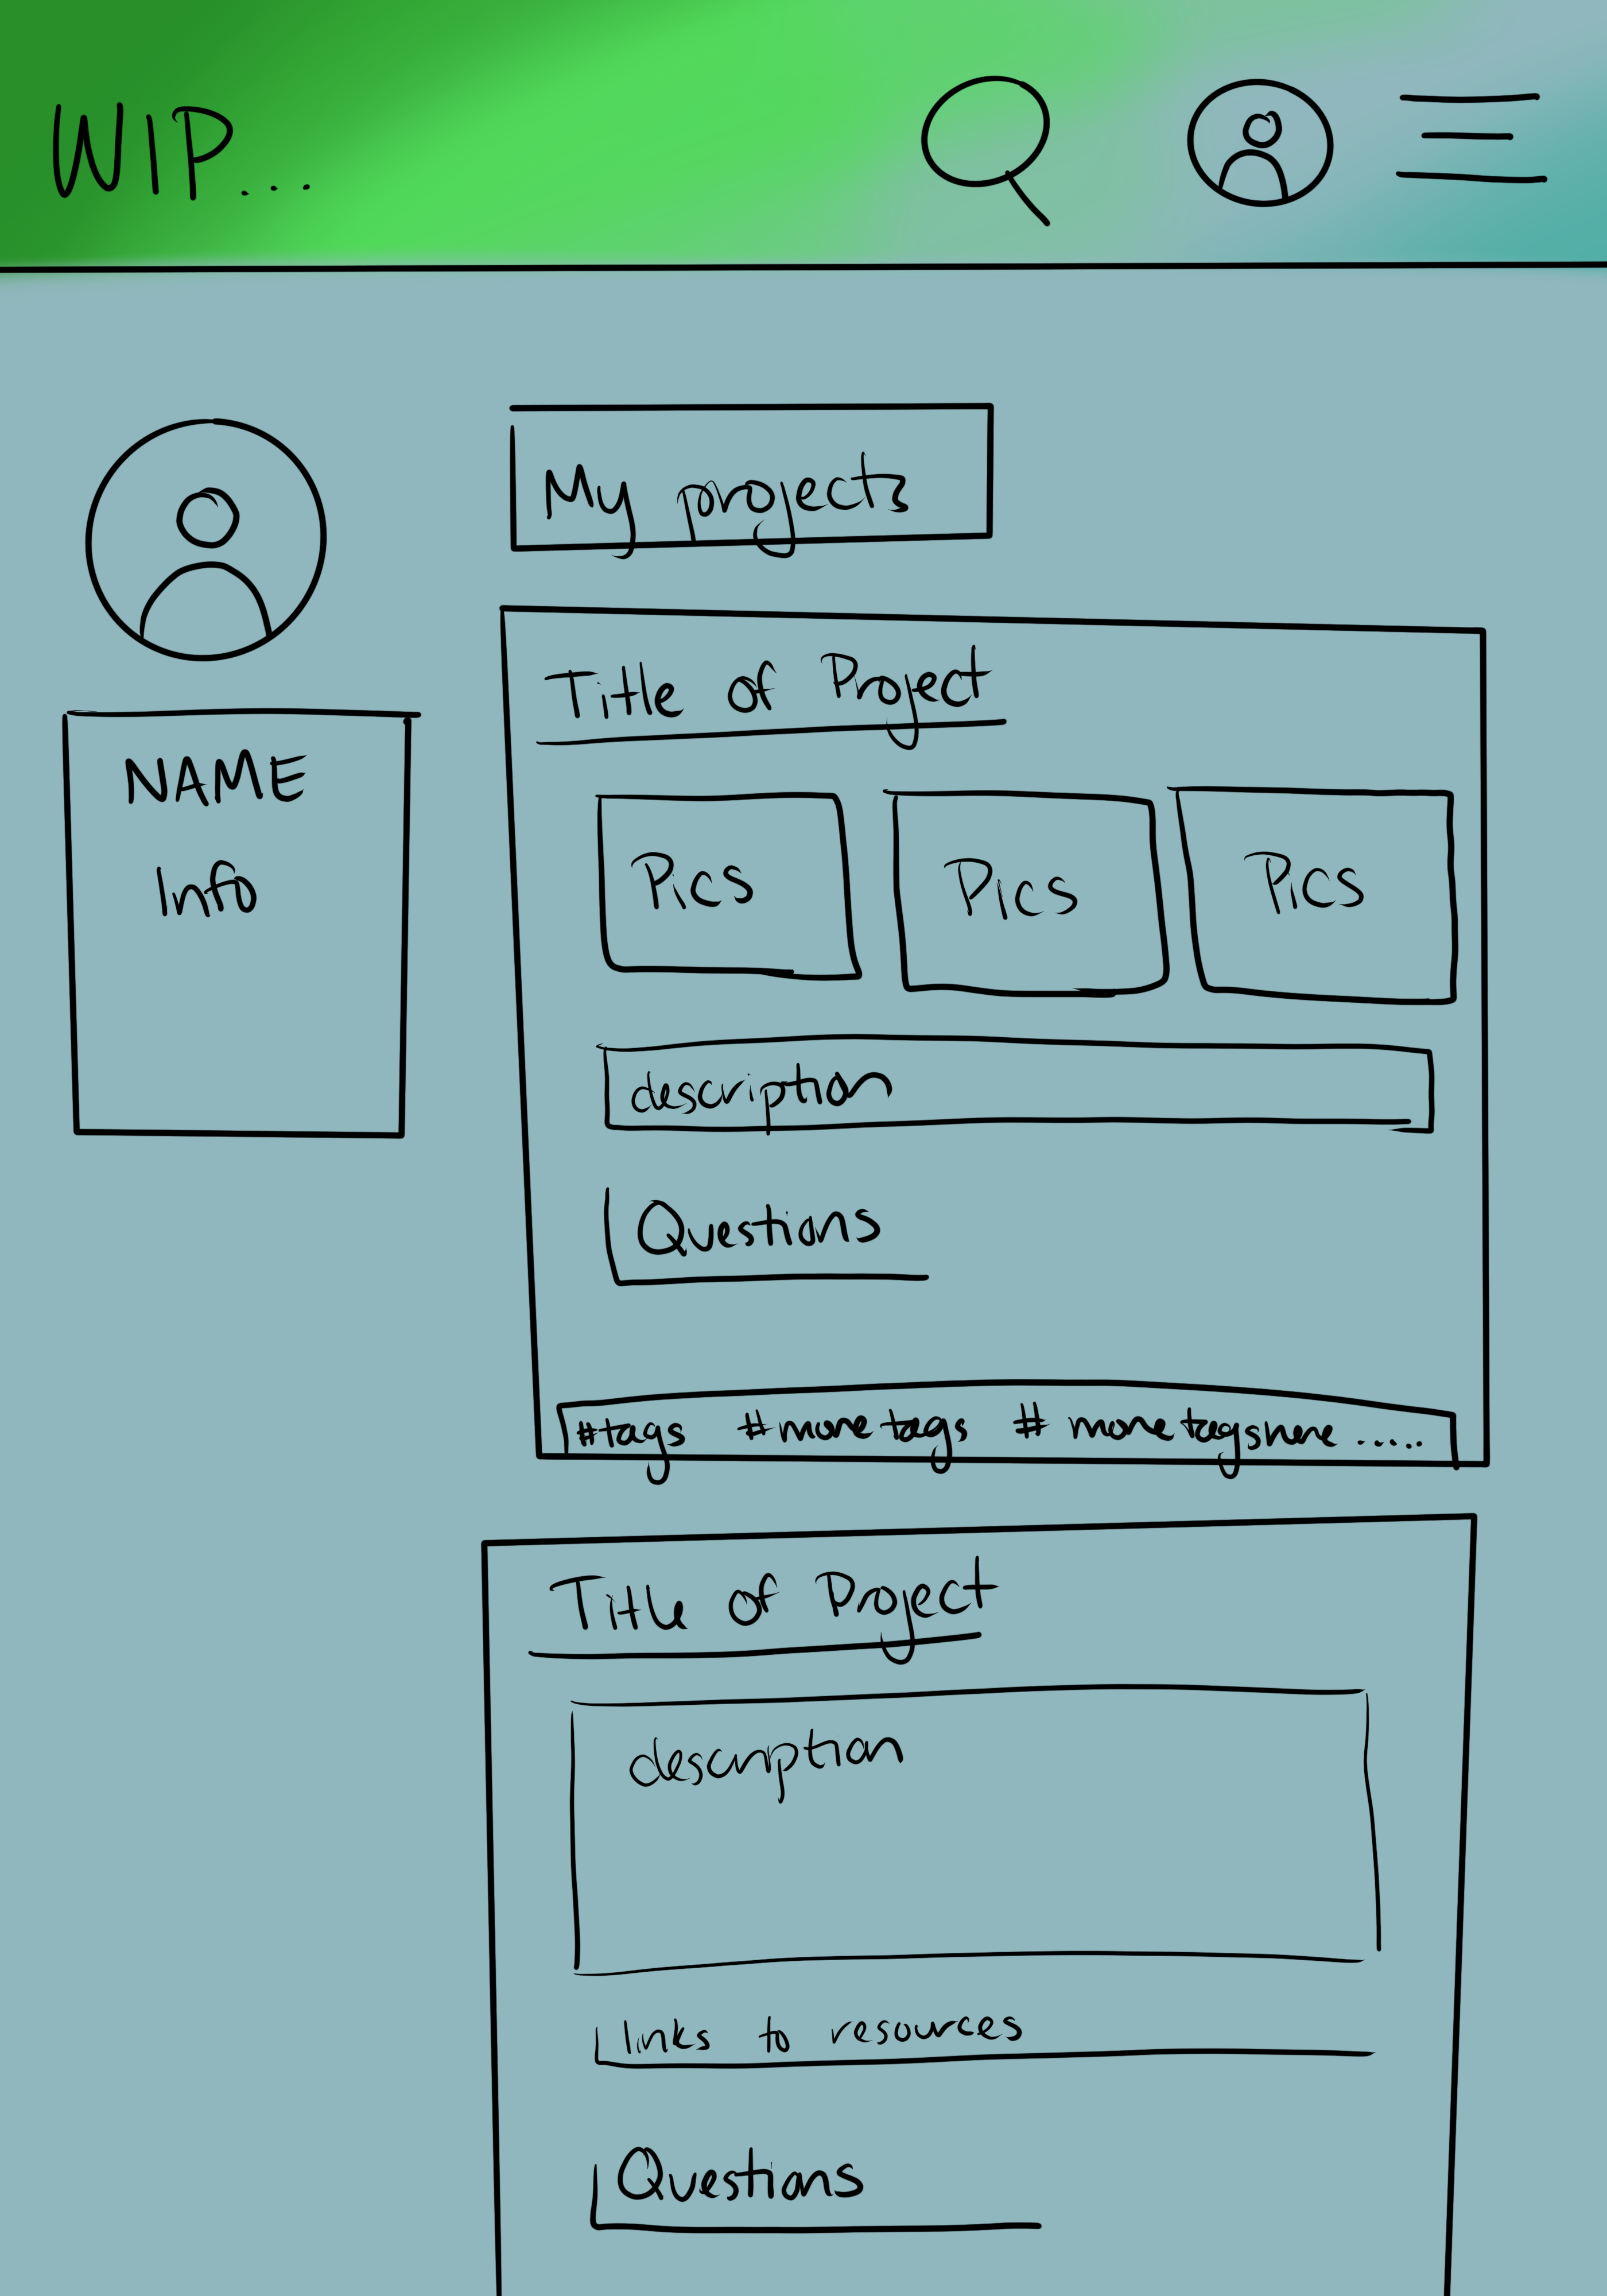 WIP...
My projects
NAME
Info
Title of Project
Pics Pics Pics
description
Questions
#tags #more tags # more tags here .....
Title of Project
description
links to resources
Questions